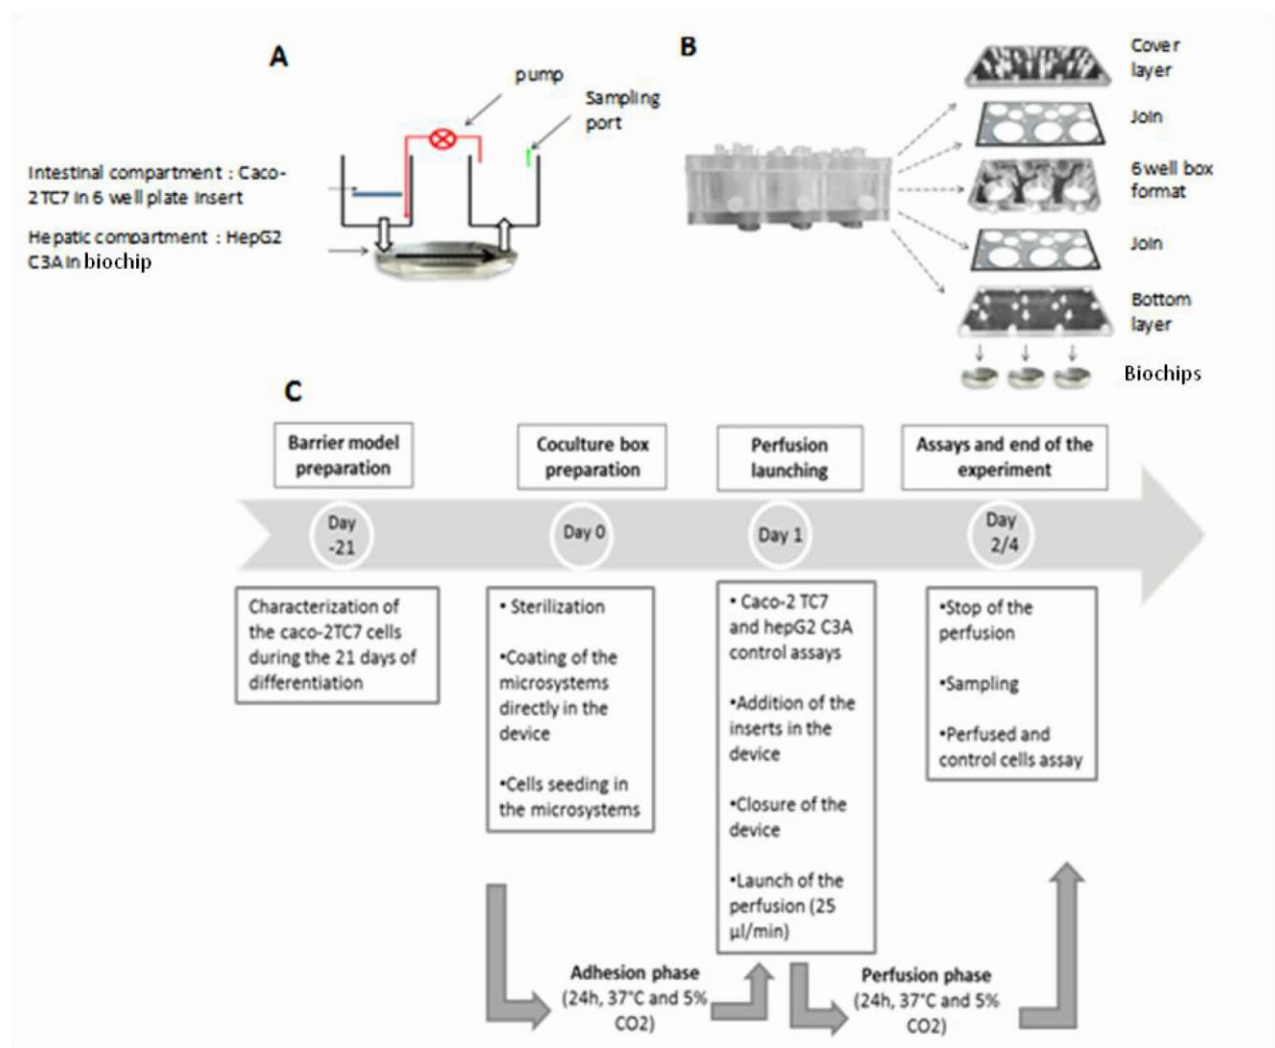 A
pump
Sampling
port
Intestinal compartment : Caco-
2TC7 in 6 well plate insert
Hepatic compartment : HepG2
C3A in biochip
B
Cover
layer
Join
6well box
format
Join
Bottom
layer
Biochips
C
Barrier model
preparation
Coculture box
preparation
Perfusion
launching
Assays and end of the
experiment
Day
-21
Day 0
Day 1
Day
2/4
Characterization of
the caco-2TC7 cells
during the 21 days of
differentiation
• Sterilization
•Coating of the
microsystems
directly in the
device
•Cells seeding in
the microsystems
• Caco-2 TC7
and hepG2 C3A
control assays
•Addition of the
inserts in the
device
•Closure of the
device
•Launch of the
perfusion (25
µl/min)
•Stop of the
perfusion
•Sampling
•Perfused and
control cells assay
Adhesion phase
(24h, 37°C and 5%
CO2)
Perfusion phase
(24h, 37°C and 5%
CO2)